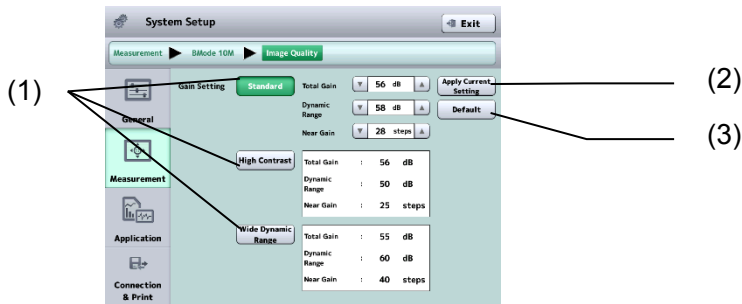 System Setup
Exit
Measurement BMode 10M Image Quality
(1)
(2)
(3)
General
Measurement
Application
Connection
& Print
Gain Setting Standard
Total Gain 56 dB
Dynamic
Range 58 dB
Near Gain 28 steps
Apply Current
Setting
Default
High Contrast
Total Gain : 56 dB
Dynamic
Range : 50 dB
Near Gain : 25 steps
Wide Dynamic
Range
Total Gain : 55 dB
Dynamic
Range : 60 dB
Near Gain : 40 steps